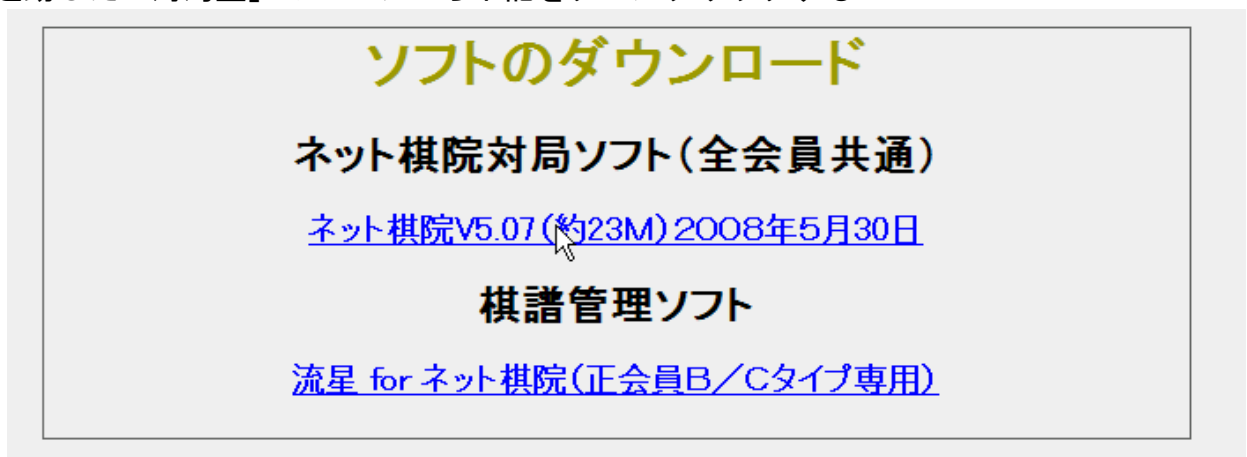 ソフトのダウンロード
ネット棋院対局ソフト(全会員共通)
ネット棋院V5.07(約23M)2008年5月30日
棋譜管理ソフト
流星 for ネット棋院(正会員B/Cタイプ専用)